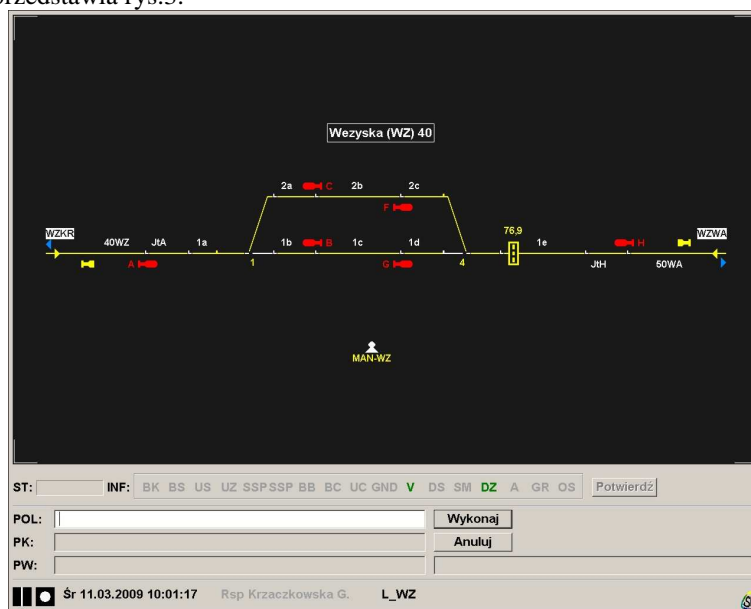 przedstawia rys.3.
Wezyska (WZ) 40
2a C 2b 2c
F
76,9
WZKR WZWA
40WZ JtA 1a 1b B 1c 1d 1e H
A 1 G 4 JtH 50WA
MAN-WZ
ST: INF: BK BS US UZ SSP SSP BB BC UC GND V DS SM DZ A GR OS Potwierdź
POL: Wykonaj
PK: Anuluj
PW:
Śr 11.03.2009 10:01:17 Rsp Krzaczkowska G. L_WZ